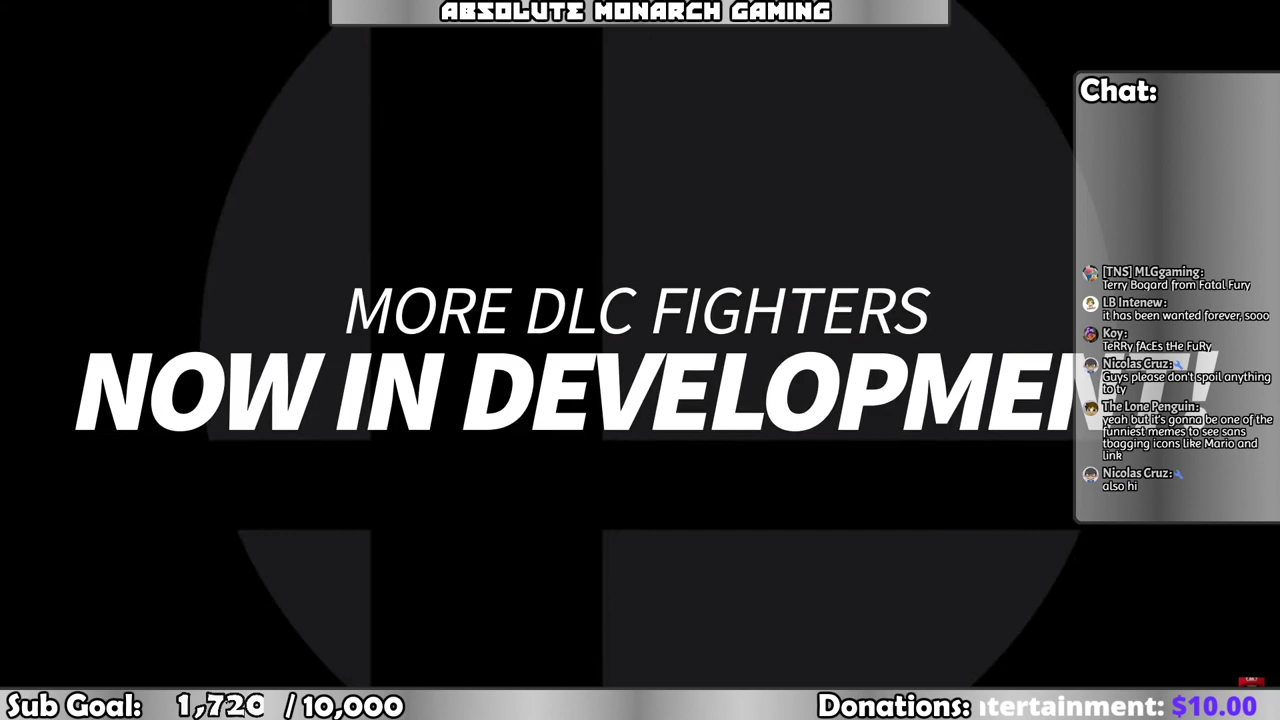 ABSOLUTE MONARCH GAMING
Chat:
[TNS] MLGgaming:
Terry Bogard from Fatal Fury
LB Intenew:
it has been wanted forever, sooo
Koy:
TeRRy fAcEs tHe FuRy
Nicolas Cruz:
Guys please don't spoil anything
to ty
The Lone Penguin:
yeah but it's gonna be one of the
funniest memes to see sans
tbagging icons like Mario and
link
Nicolas Cruz:
also hi
MORE DLC FIGHTERS
NOW IN DEVELOPMENT!
Sub Goal: 1,720 / 10,000
Donations: tertainment: $10.00